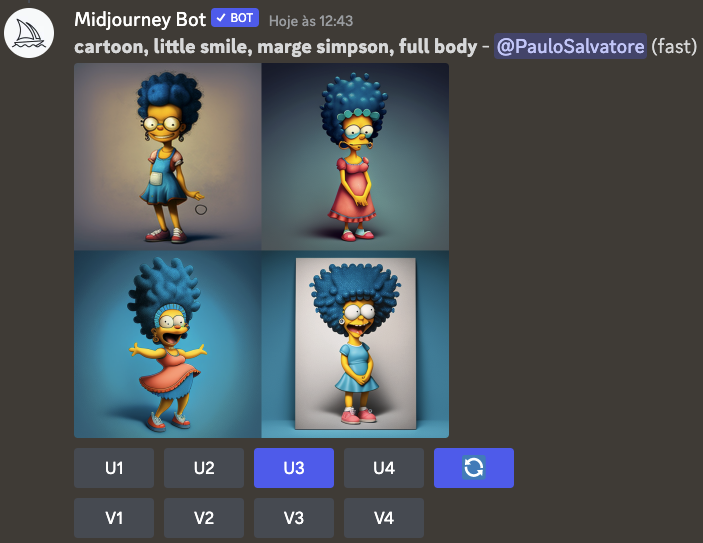 Midjourney Bot ✓ BOT Hoje às 12:43
cartoon, little smile, marge simpson, full body - @PauloSalvatore (fast)
U1 U2 U3 U4
V1 V2 V3 V4